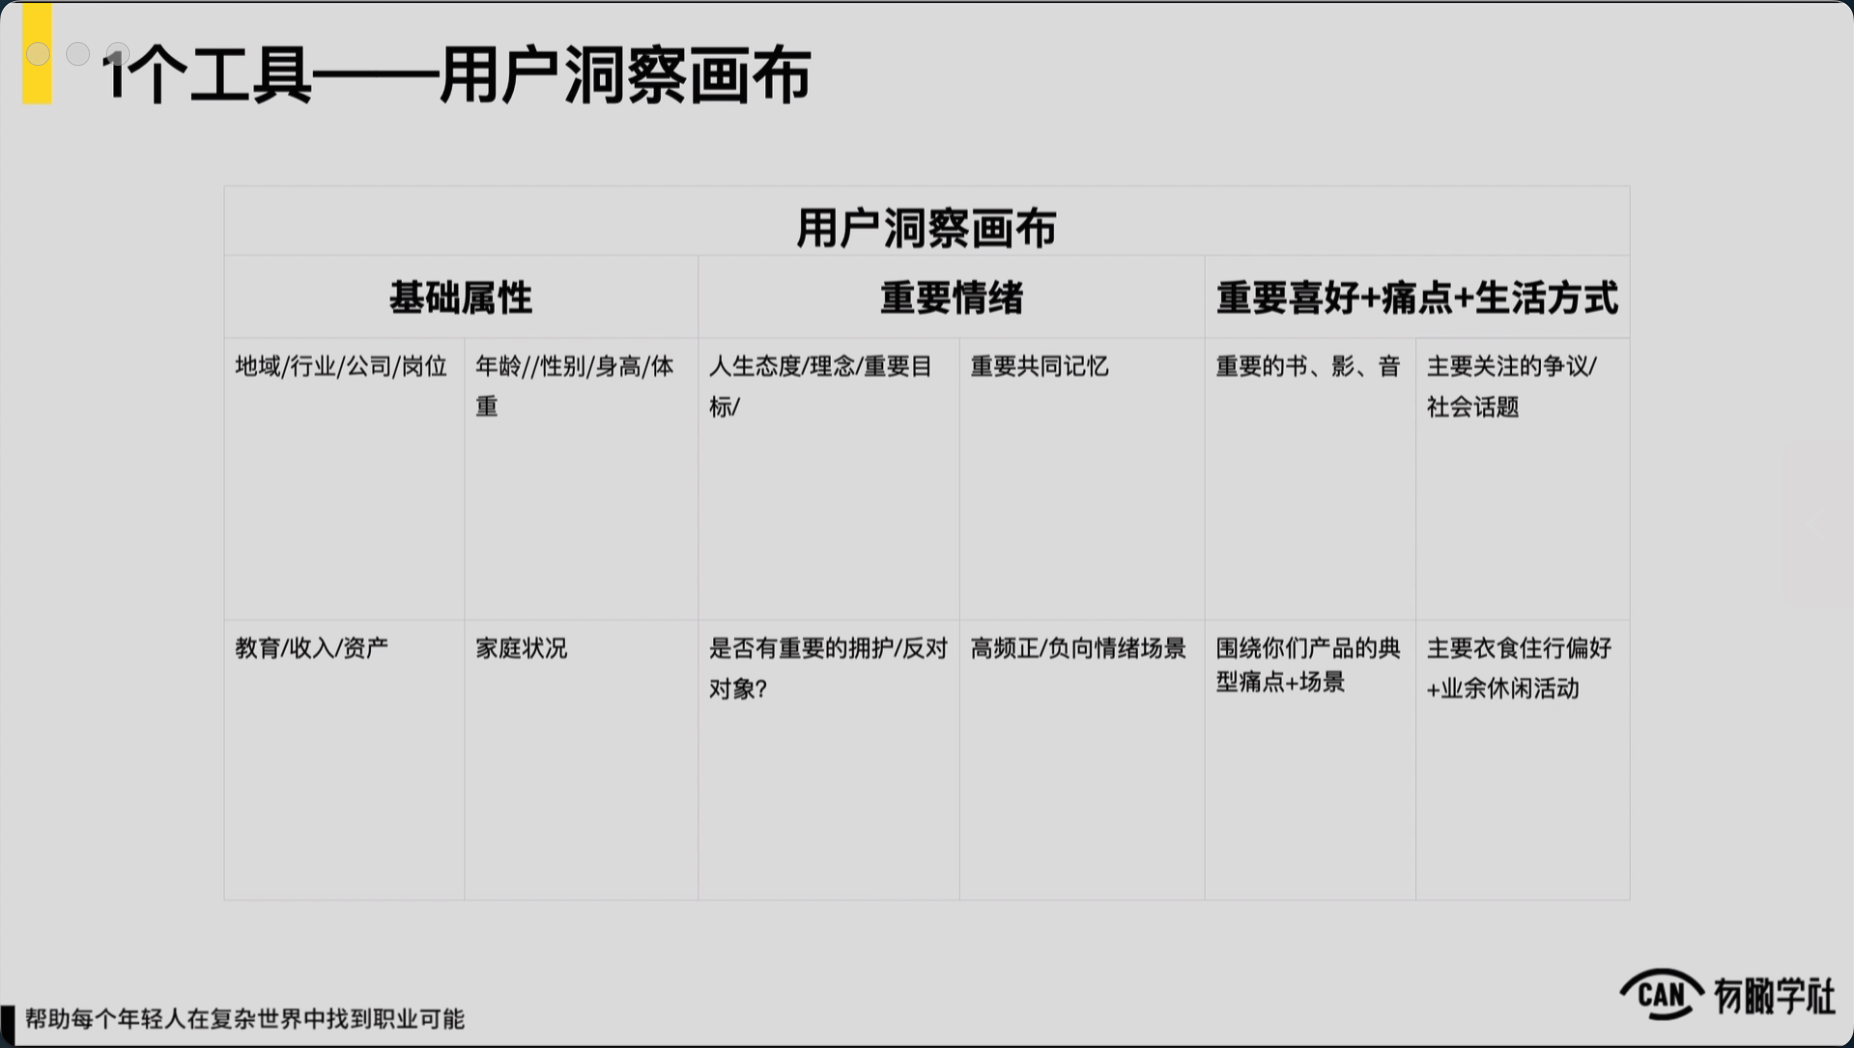 1个工具——用户洞察画布
用户洞察画布
基础属性
重要情绪
重要喜好+痛点+生活方式
地域/行业/公司/岗位
年龄//性别/身高/体
重
人生态度/理念/重要目
标/
重要共同记忆
重要的书、影、音
主要关注的争议/
社会话题
教育/收入/资产
家庭状况
是否有重要的拥护/反对
对象?
高频正/负向情绪场景
围绕你们产品的典
型痛点+场景
主要衣食住行偏好
+业余休闲活动
帮助每个年轻人在复杂世界中找到职业可能
CAN 有瞰学社